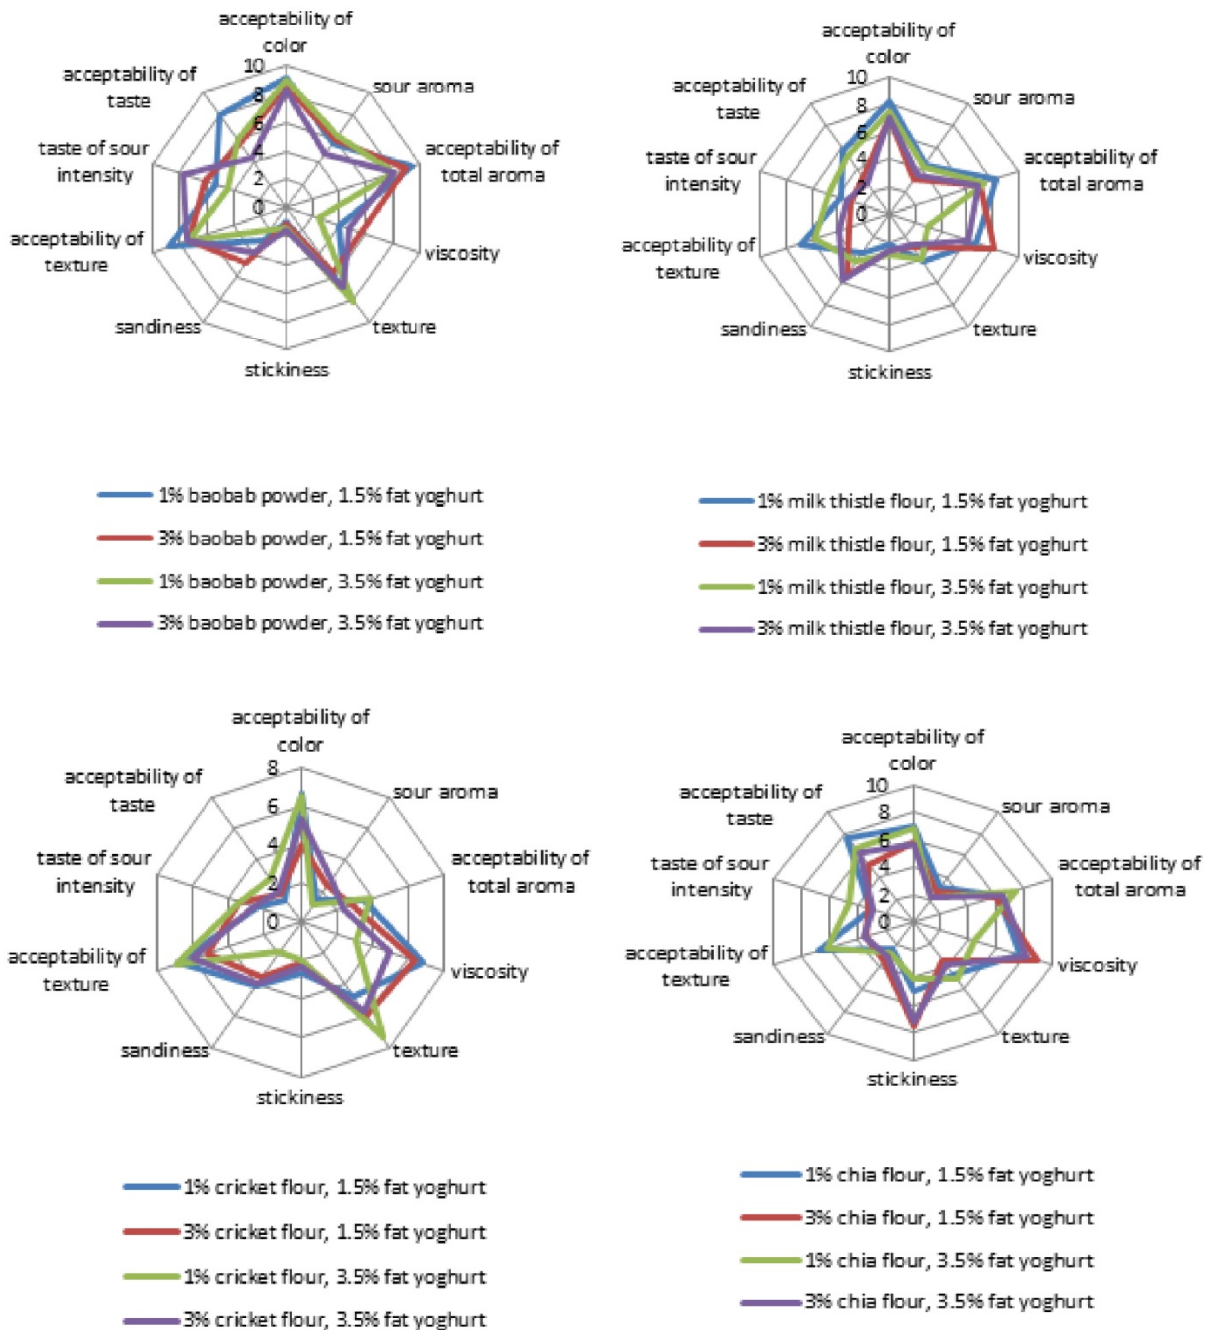 acceptability of
color
10
8
6
4
2
0
sour aroma
acceptability of
total aroma
viscosity
texture
stickiness
sandiness
acceptability of
texture
taste of sour
intensity
acceptability of
taste
1% baobab powder, 1.5% fat yoghurt
3% baobab powder, 1.5% fat yoghurt
1% baobab powder, 3.5% fat yoghurt
3% baobab powder, 3.5% fat yoghurt
acceptability of
color
10
8
6
4
2
0
sour aroma
acceptability of
total aroma
viscosity
texture
stickiness
sandiness
acceptability of
texture
taste of sour
intensity
acceptability of
taste
1% milk thistle flour, 1.5% fat yoghurt
3% milk thistle flour, 1.5% fat yoghurt
1% milk thistle flour, 3.5% fat yoghurt
3% milk thistle flour, 3.5% fat yoghurt
acceptability of
color
8
6
4
2
0
sour aroma
acceptability of
total aroma
viscosity
texture
stickiness
sandiness
acceptability of
texture
taste of sour
intensity
acceptability of
taste
1% cricket flour, 1.5% fat yoghurt
3% cricket flour, 1.5% fat yoghurt
1% cricket flour, 3.5% fat yoghurt
3% cricket flour, 3.5% fat yoghurt
acceptability of
color
10
8
6
4
2
0
sour aroma
acceptability of
total aroma
viscosity
texture
stickiness
sandiness
acceptability of
texture
taste of sour
intensity
acceptability of
taste
1% chia flour, 1.5% fat yoghurt
3% chia flour, 1.5% fat yoghurt
1% chia flour, 3.5% fat yoghurt
3% chia flour, 3.5% fat yoghurt